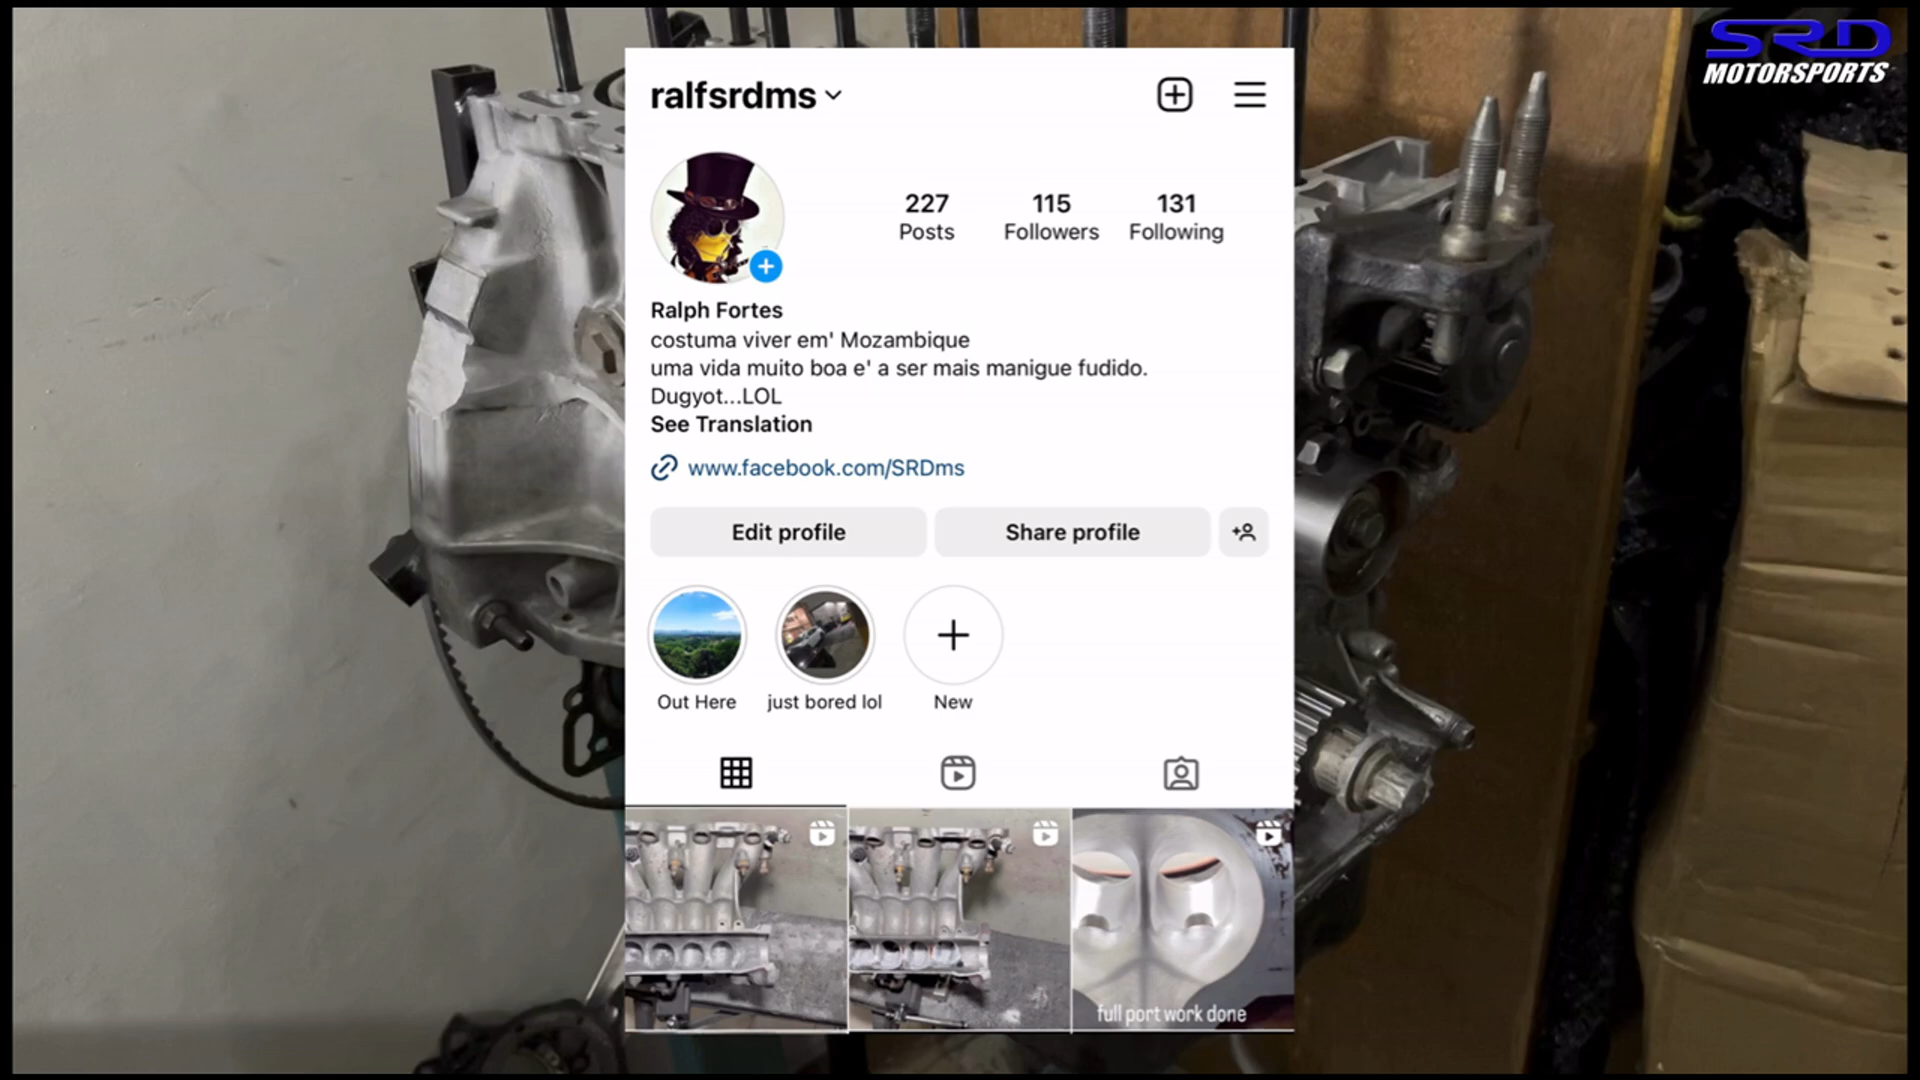 SRD
MOTORSPORTS
ralfsrdms
227
Posts
115
Followers
131
Following
Ralph Fortes
costuma viver em' Mozambique
uma vida muito boa e' a ser mais manigue fudido.
Dugyot...LOL
See Translation
www.facebook.com/SRDms
Edit profile
Share profile
Out Here
just bored lol
New
full port work done